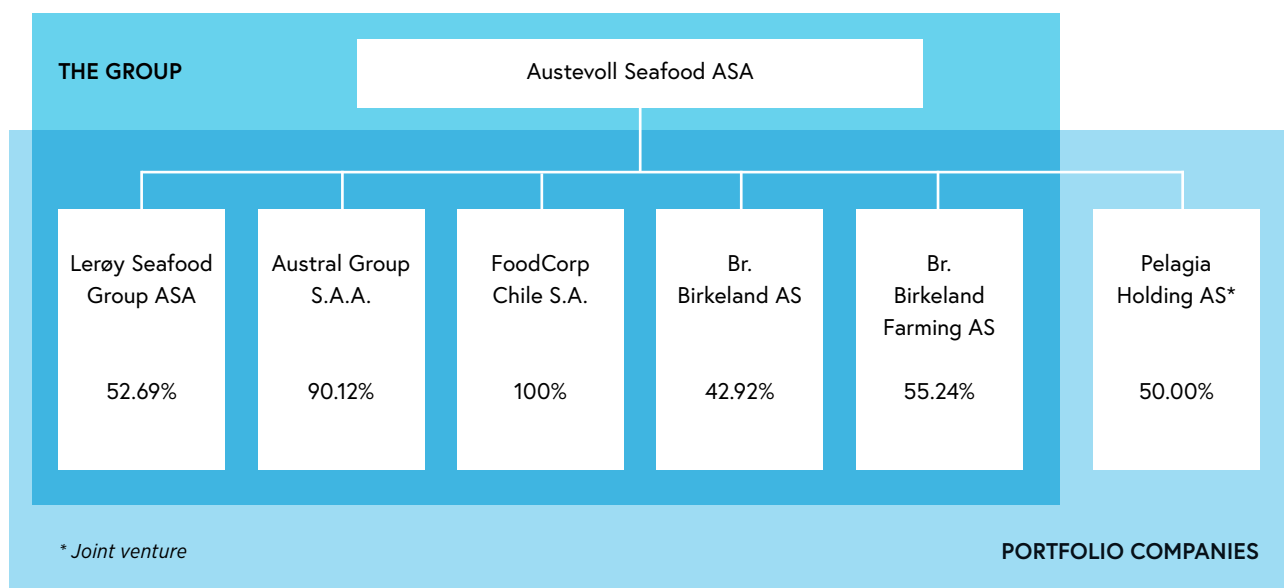 THE GROUP
Austevoll Seafood ASA
Lerøy Seafood
Group ASA
52.69%
Austral Group
S.A.A.
90.12%
FoodCorp
Chile S.A.
100%
Br.
Birkeland AS
42.92%
Br.
Birkeland
Farming AS
55.24%
Pelagia
Holding AS*
50.00%
* Joint venture
PORTFOLIO COMPANIES